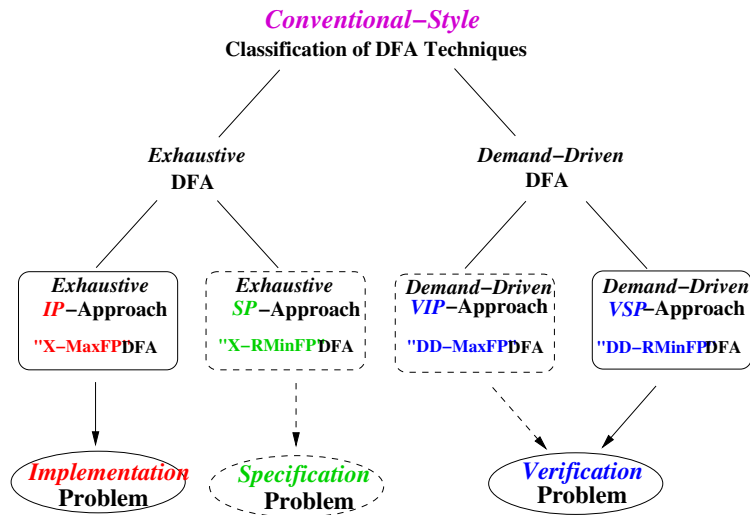 Conventional-Style
Classification of DFA Techniques
Exhaustive
DFA
Demand-Driven
DFA
Exhaustive
IP-Approach
"X-MaxFP"DFA
Exhaustive
SP-Approach
"X-RMinFP"DFA
Demand-Driven
VIP-Approach
"DD-MaxFP"DFA
Demand-Driven
VSP-Approach
"DD-RMinFP"DFA
Implementation
Problem
Specification
Problem
Verification
Problem